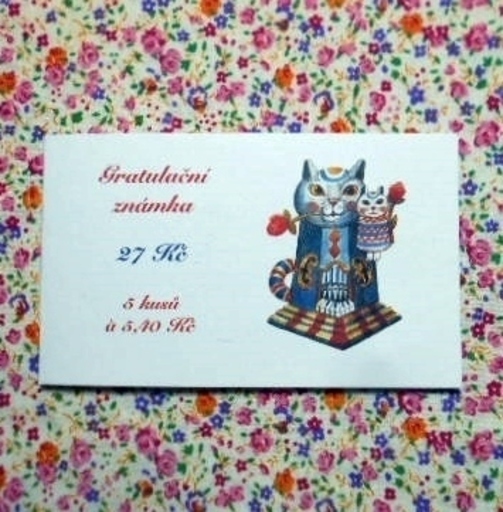 Gratulační
známka
27 Kč
5 kusů
à 5,40 Kč